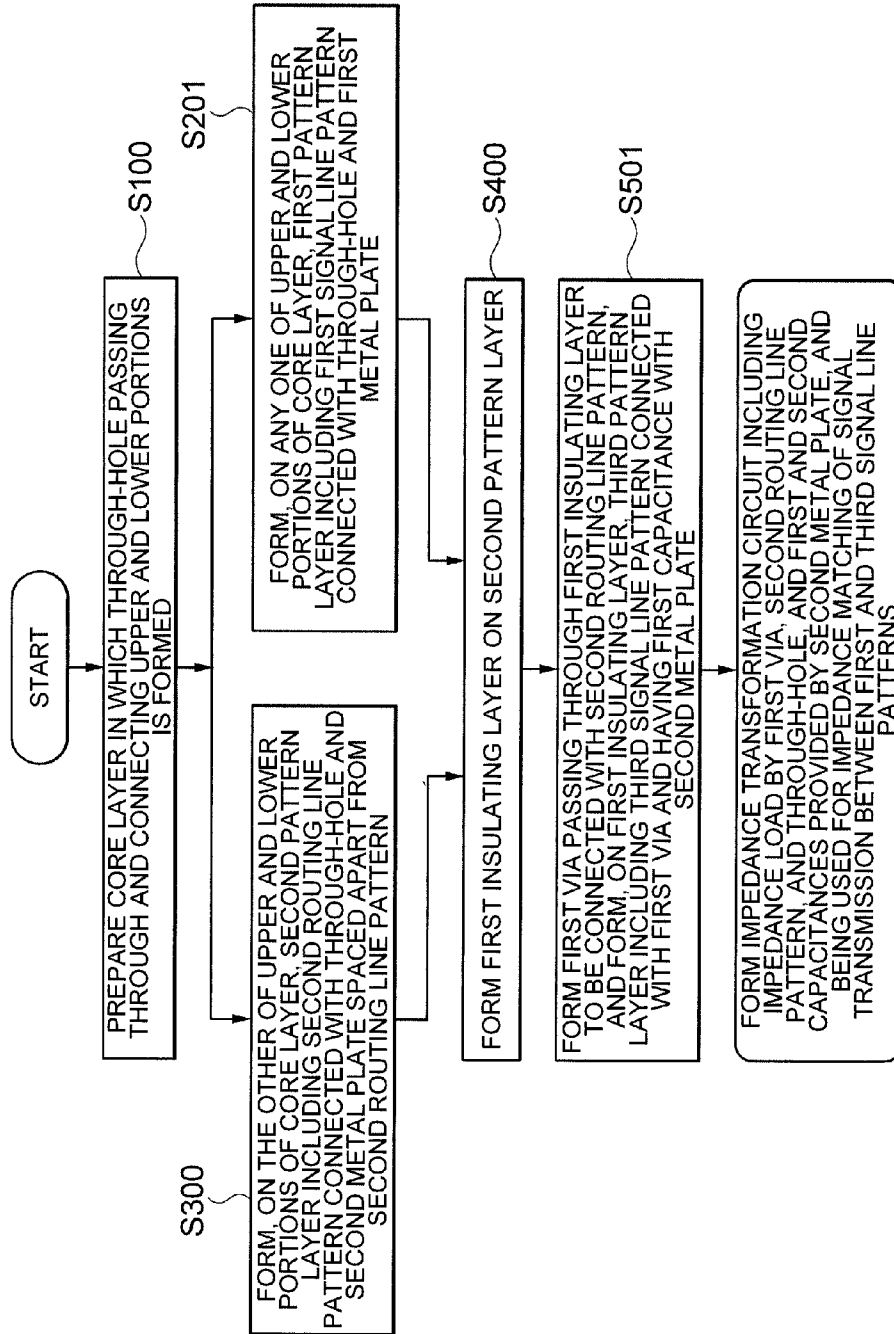 START
PREPARE CORE LAYER IN WHICH THROUGH-HOLE PASSING
THROUGH AND CONNECTING UPPER AND LOWER PORTIONS
IS FORMED
S100
FORM, ON THE OTHER OF UPPER AND LOWER
PORTIONS OF CORE LAYER, SECOND PATTERN
LAYER INCLUDING SECOND ROUTING LINE
PATTERN CONNECTED WITH THROUGH-HOLE AND
SECOND METAL PLATE SPACED APART FROM
SECOND ROUTING LINE PATTERN
S300
FORM, ON ANY ONE OF UPPER AND LOWER
PORTIONS OF CORE LAYER, FIRST PATTERN
LAYER INCLUDING FIRST SIGNAL LINE PATTERN
CONNECTED WITH THROUGH-HOLE AND FIRST
METAL PLATE
S201
FORM FIRST INSULATING LAYER ON SECOND PATTERN LAYER
S400
FORM FIRST VIA PASSING THROUGH FIRST INSULATING LAYER
TO BE CONNECTED WITH SECOND ROUTING LINE PATTERN,
AND FORM, ON FIRST INSULATING LAYER, THIRD PATTERN
LAYER INCLUDING THIRD SIGNAL LINE PATTERN CONNECTED
WITH FIRST VIA AND HAVING FIRST CAPACITANCE WITH
SECOND METAL PLATE
S501
FORM IMPEDANCE TRANSFORMATION CIRCUIT INCLUDING
IMPEDANCE LOAD BY FIRST VIA, SECOND ROUTING LINE
PATTERN, AND THROUGH-HOLE, AND FIRST AND SECOND
CAPACITANCES PROVIDED BY SECOND METAL PLATE, AND
BEING USED FOR IMPEDANCE MATCHING OF SIGNAL
TRANSMISSION BETWEEN FIRST AND THIRD SIGNAL LINE
PATTERNS